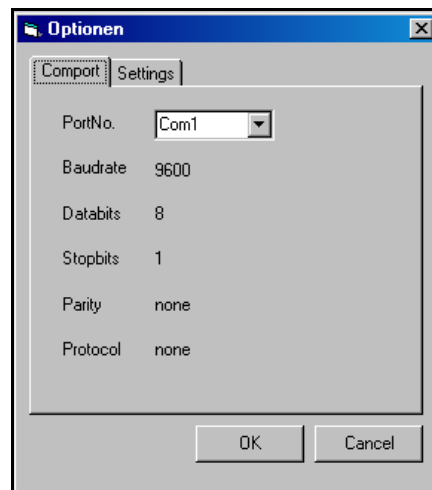 Optionen
Comport Settings
PortNo. Com1
Baudrate 9600
Databits 8
Stopbits 1
Parity none
Protocol none
OK Cancel